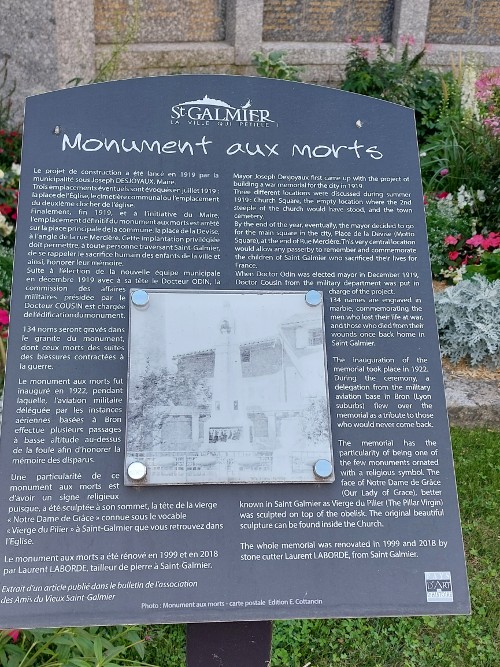 St GALMIER
LA VILLE QUI PÉTILLE !
Monument aux morts
Le projet de construction a été lancé en 1919 par la
municipalité sous Joseph DESJOYAUX, Maire.
Trois emplacements éventuels sont évoqués en juillet 1919 :
la place de l'Eglise, le cimetière communal ou l'emplacement
du deuxième clocher de l'Eglise.
Finalement, fin 1919, et à l'initiative du Maire,
l'emplacement définitif du monument aux morts est arrêté
sur la place principale de la commune: la place de la Devise,
à l'angle de la rue Mercière. Cette implantation privilégiée
doit permettre, à toute personne traversant Saint Galmier,
de se rappeler le sacrifice humain des enfants de la ville et
ainsi, honorer leur mémoire.
Suite à l'élection de la nouvelle équipe municipale
en décembre 1919 avec à sa tête le Docteur ODIN, la
commission des affaires
militaires présidée par le
Docteur COUSIN est chargée
de l'édification du monument.
134 noms seront gravés dans
le granit du monument,
dont ceux morts des suites
des blessures contractées à
la guerre.
Le monument aux morts fut
inauguré en 1922, pendant
laquelle, l'aviation militaire
déléguée par les instances
aériennes basées à Bron
effectue plusieurs passages
à basse altitude au-dessus
de la foule afin d'honorer la
mémoire des disparus.
Une particularité de ce
monument aux morts est
d'avoir un signe religieux
puisque, a été sculptée à son sommet, la tête de la vierge
« Notre Dame de Grâce » connue sous le vocable
« Vierge du Pilier » à Saint-Galmier que vous retrouvez dans
l'Eglise.
Le monument aux morts a été rénové en 1999 et en 2018
par Laurent LABORDE, tailleur de pierre à Saint-Galmier.
Extrait d'un article publié dans le bulletin de l'association
des Amis du Vieux Saint-Galmier
Mayor Joseph Desjoyaux first came up with the project of
building a war memorial for the city in 1919.
Three different locations were discussed during summer
1919: Church Square, the empty location where the 2nd
steeple of the church would have stood, and the town
cemetery.
By the end of the year, eventually, the mayor decided to go
for the main square in the city, Place de la Devise (Motto
Square), at the end of Rue Mercière. This very central location
would allow any passerby to remember and commemorate
the children of Saint Galmier who sacrificed their lives for
France.
When Doctor Odin was elected mayor in December 1919,
Doctor Cousin from the military department was put in
charge of the project.
134 names are engraved in
marble, commemorating the
men who lost their life at war,
and those who died from their
wounds once back home in
Saint Galmier.
The inauguration of the
memorial took place in 1922.
During the ceremony, a
delegation from the military
aviation base in Bron (Lyon
suburbs) flew over the
memorial as a tribute to those
who would never come back.
The memorial has the
particularity of being one of
the few monuments ornated
with a religious symbol. The
face of Notre Dame de Grâce
(Our Lady of Grace), better
known in Saint Galmier as Vierge du Pilier (The Pillar Virgin)
was sculpted on top of the obelisk. The original beautiful
sculpture can be found inside the Church.
The whole memorial was renovated in 1999 and 2018 by
stone cutter Laurent LABORDE, from Saint Galmier.
Photo : Monument aux morts - carte postale Edition E. Cottancin
D'ART